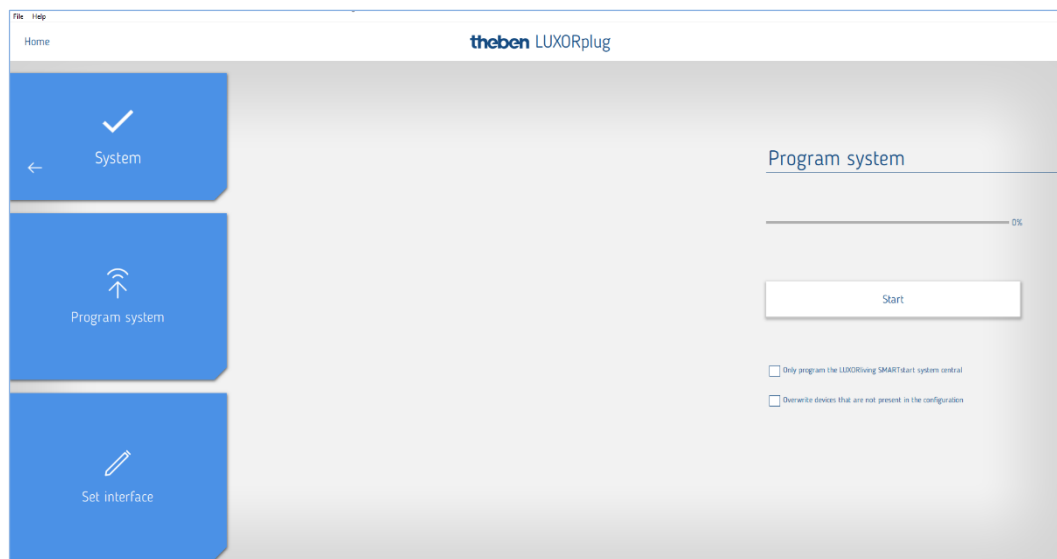 File Help
Home
theben LUXORplug
System
Program system
0%
Start
Program system
Only program the LUXORliving SMARTstart system central
Overwrite devices that are not present in the configuration
Set interface